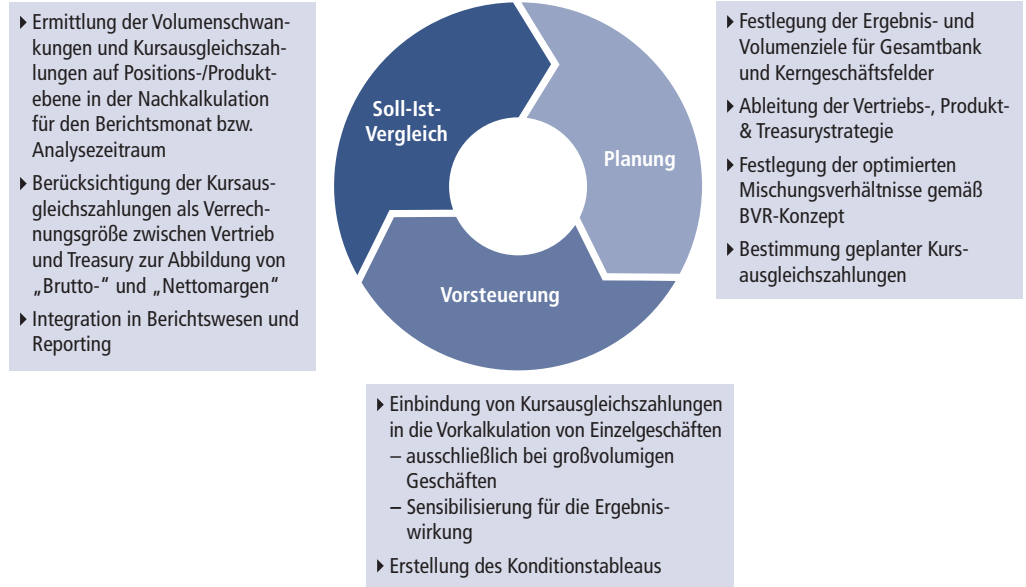 ▸ Ermittlung der Volumenschwan-
kungen und Kursausgleichszah-
lungen auf Positions-/Produkt-
ebene in der Nachkalkulation
für den Berichtsmonat bzw.
Analysezeitraum
▸ Berücksichtigung der Kursaus-
gleichszahlungen als Verrech-
nungsgröße zwischen Vertrieb
und Treasury zur Abbildung von
„Brutto-“ und „Nettomargen“
▸ Integration in Berichtswesen und
Reporting
Soll-Ist-
Vergleich
Planung
Vorsteuerung
▸ Festlegung der Ergebnis- und
Volumenziele für Gesamtbank
und Kerngeschäftsfelder
▸ Ableitung der Vertriebs-, Produkt-
& Treasurystrategie
▸ Festlegung der optimierten
Mischungsverhältnisse gemäß
BVR-Konzept
▸ Bestimmung geplanter Kurs-
ausgleichszahlungen
▸ Einbindung von Kursausgleichszahlungen
in die Vorkalkulation von Einzelgeschäften
– ausschließlich bei großvolumigen
Geschäften
– Sensibilisierung für die Ergebnis-
wirkung
▸ Erstellung des Konditionstableaus